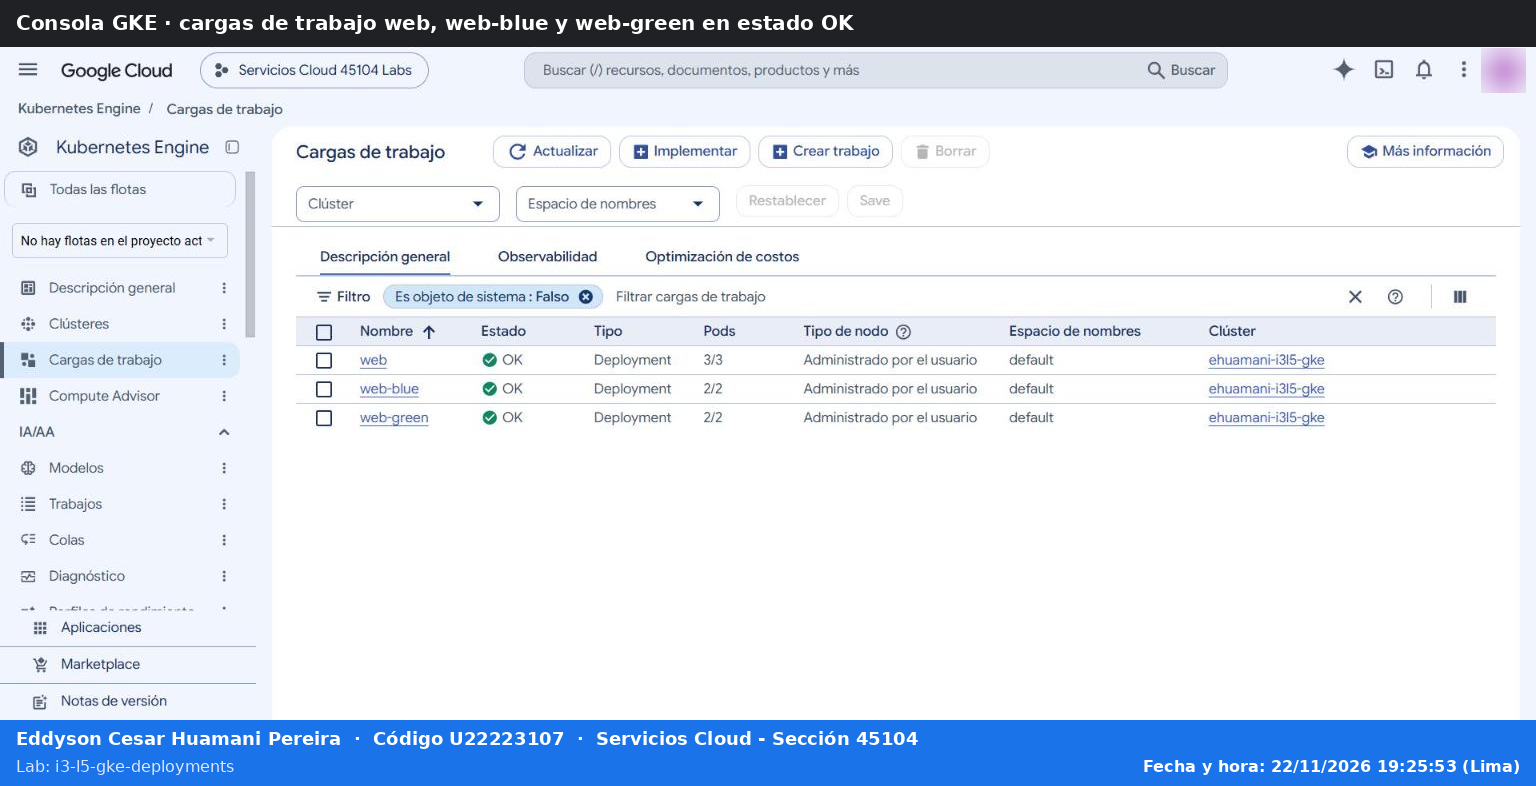 Consola GKE · cargas de trabajo web, web-blue y web-green en estado OK
Google Cloud
Servicios Cloud 45104 Labs
Buscar (/) recursos, documentos, productos y más
Buscar
Kubernetes Engine / Cargas de trabajo
Kubernetes Engine
Todas las flotas
No hay flotas en el proyecto act
Descripción general
Clústeres
Cargas de trabajo
Compute Advisor
IA/AA
Modelos
Trabajos
Colas
Diagnóstico
Perfiles de rendimiento
Aplicaciones
Marketplace
Notas de versión
Cargas de trabajo
Actualizar
Implementar
Crear trabajo
Borrar
Más información
Clúster
Espacio de nombres
Restablecer
Save
Descripción general
Observabilidad
Optimización de costos
Filtro
Es objeto de sistema : Falso
Filtrar cargas de trabajo
Nombre Estado Tipo Pods Tipo de nodo Espacio de nombres Clúster
web OK Deployment 3/3 Administrado por el usuario default ehuamani-i3l5-gke
web-blue OK Deployment 2/2 Administrado por el usuario default ehuamani-i3l5-gke
web-green OK Deployment 2/2 Administrado por el usuario default ehuamani-i3l5-gke
Eddyson Cesar Huamani Pereira · Código U22223107 · Servicios Cloud - Sección 45104
Lab: i3-l5-gke-deployments
Fecha y hora: 22/11/2026 19:25:53 (Lima)